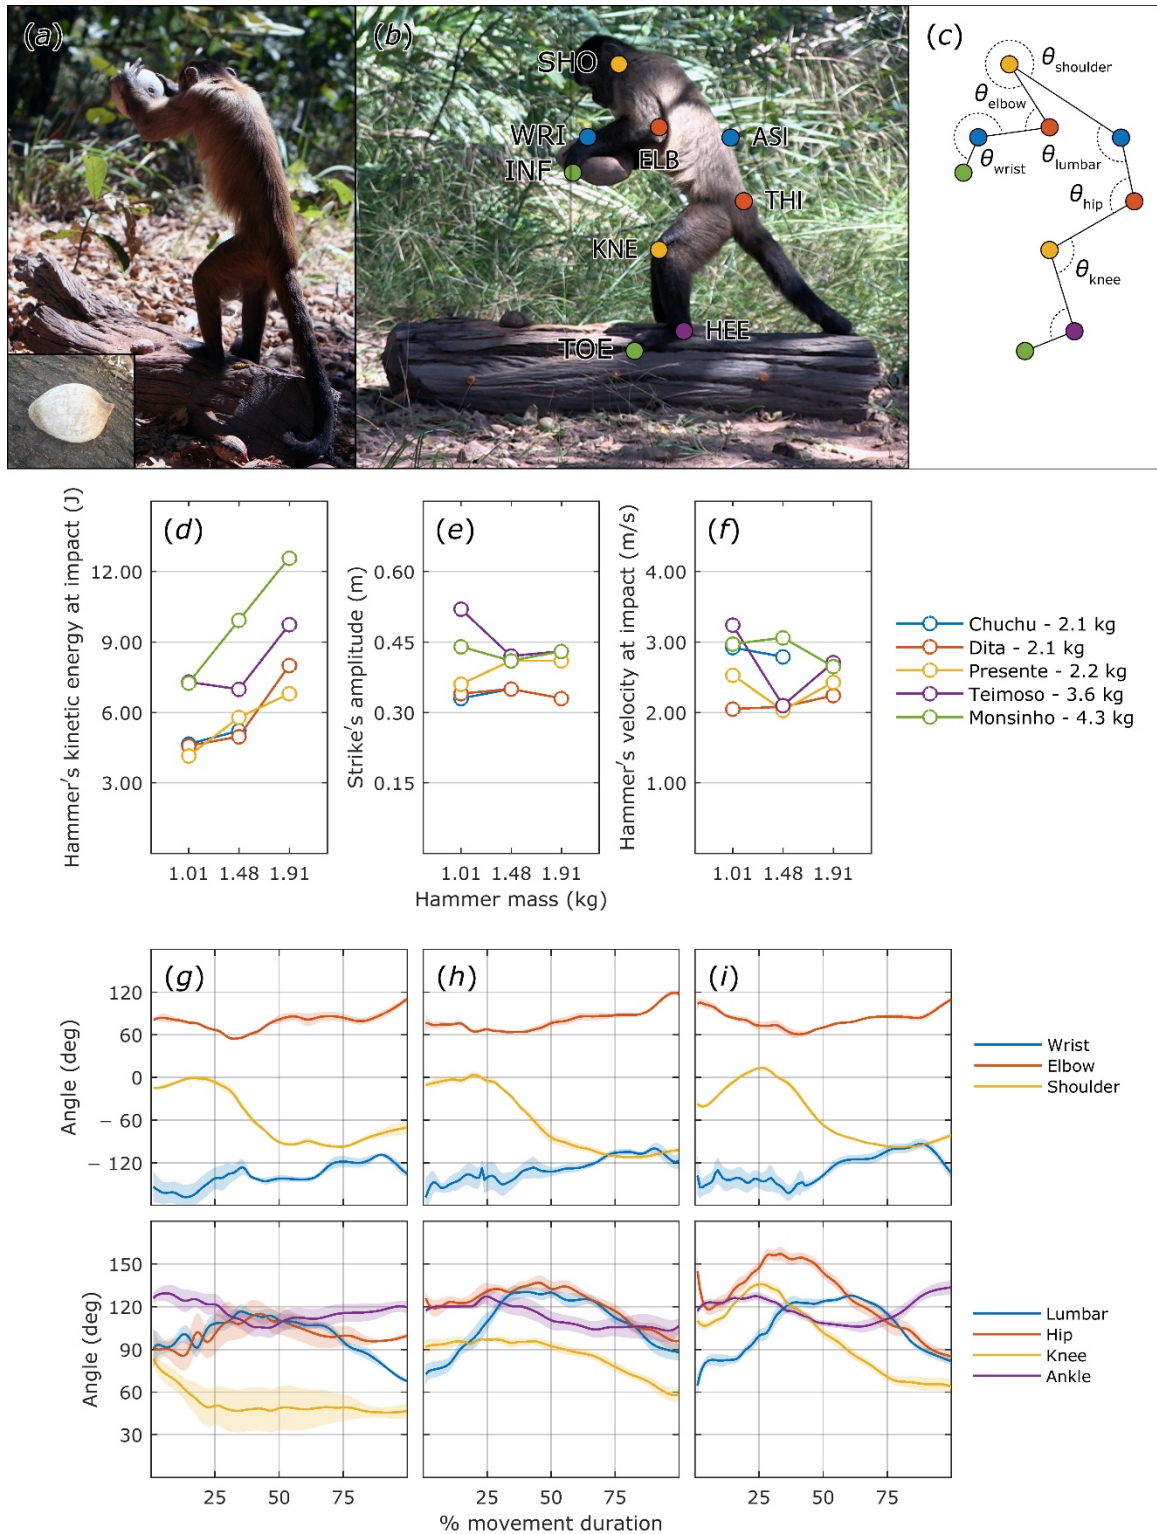 (a)
(b)
SHO
WRI
ASI
INF
ELB
THI
KNE
HEE
TOE
(c)
θshoulder
θelbow
θwrist
θlumbar
θhip
θknee
Hammer's kinetic energy at impact (J)
(d)
12.00
9.00
6.00
3.00
1.01 1.48 1.91
Strike's amplitude (m)
(e)
0.60
0.45
0.30
0.15
1.01 1.48 1.91
Hammer mass (kg)
Hammer's velocity at impact (m/s)
(f)
4.00
3.00
2.00
1.00
1.01 1.48 1.91
Chuchu - 2.1 kg
Dita - 2.1 kg
Presente - 2.2 kg
Teimoso - 3.6 kg
Monsinho - 4.3 kg
(g)
(h)
(i)
Angle (deg)
120
60
0
− 60
− 120
Wrist
Elbow
Shoulder
Angle (deg)
150
120
90
60
30
Lumbar
Hip
Knee
Ankle
25 75 25 50 75 25 50 75
% movement duration